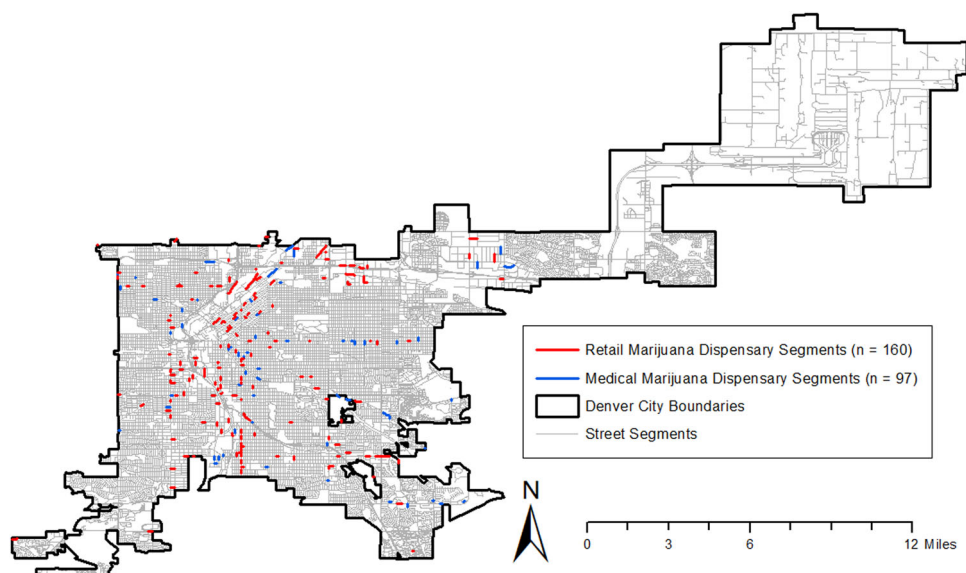 Retail Marijuana Dispensary Segments (n = 160)
Medical Marijuana Dispensary Segments (n = 97)
Denver City Boundaries
Street Segments
N
0 3 6 12 Miles